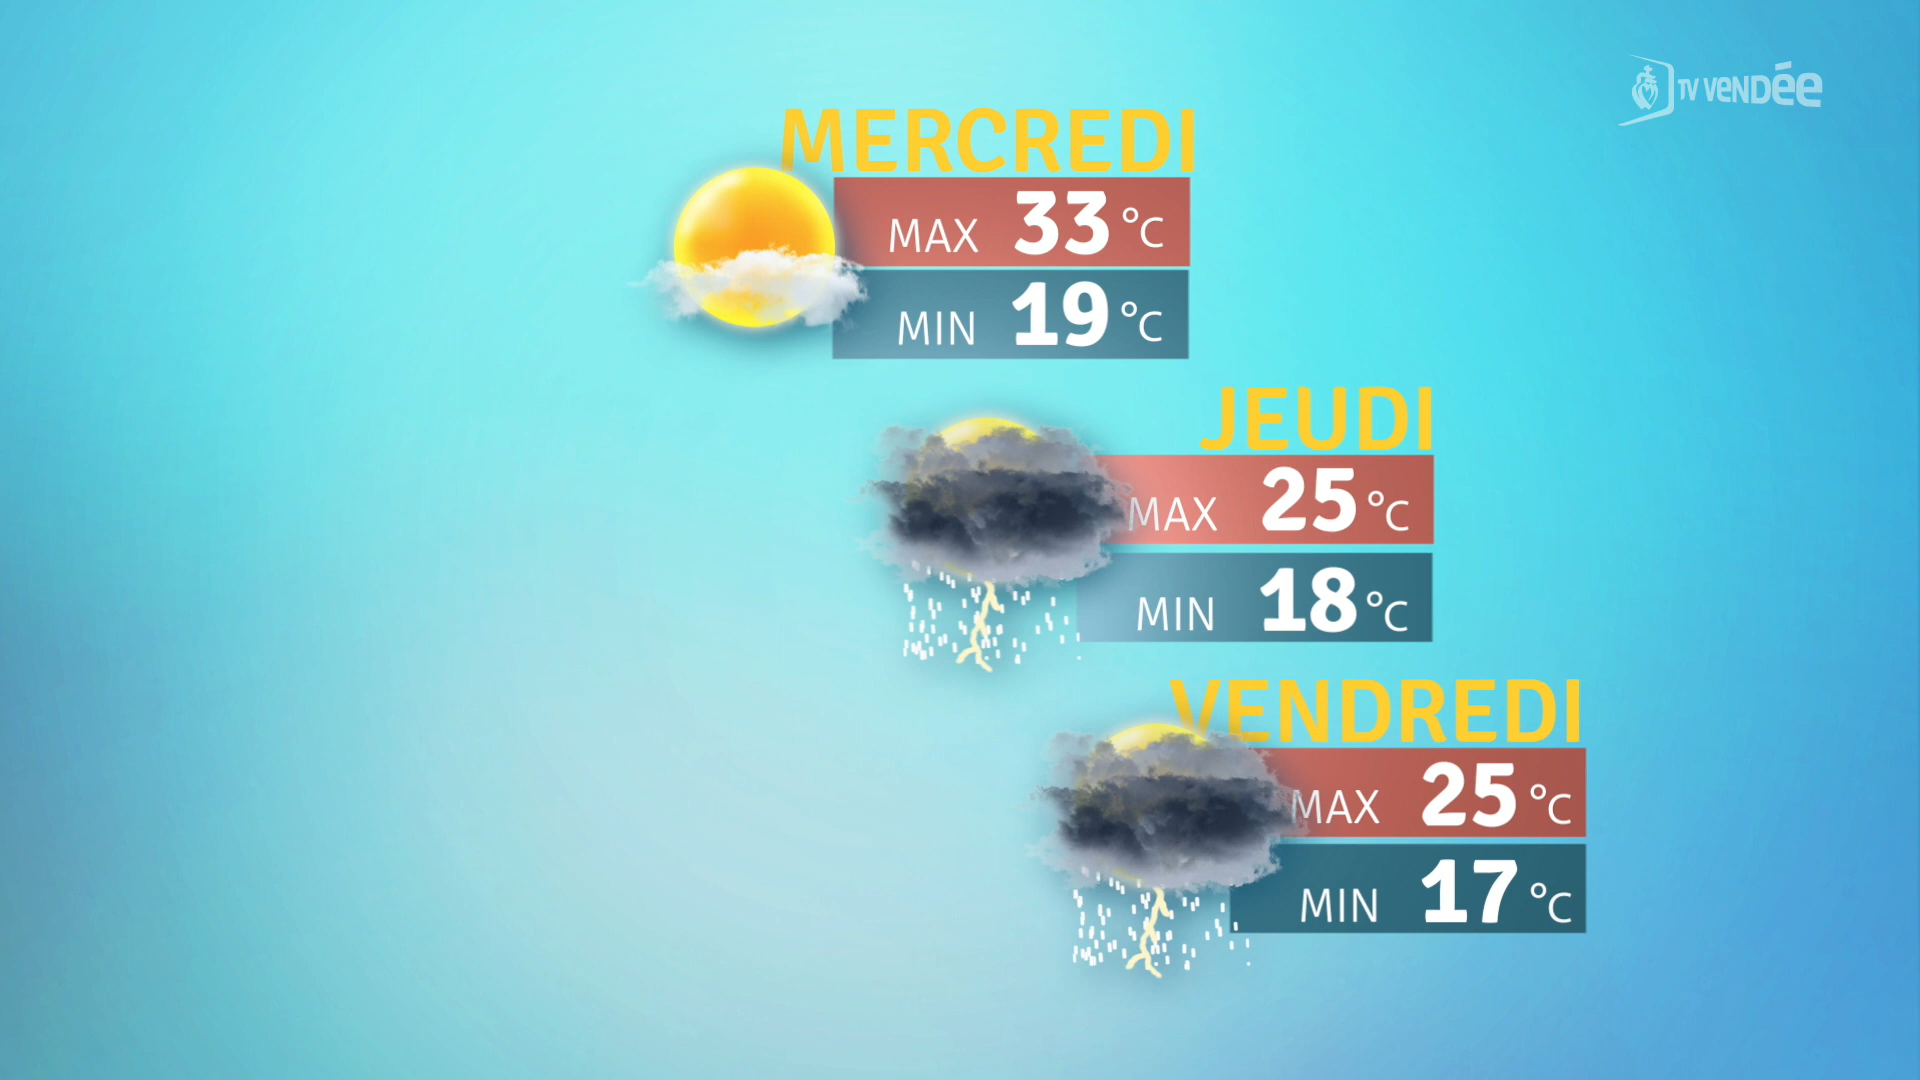 TV VENDÉE
MERCREDI
MAX 33 °C
MIN 19 °C
JEUDI
MAX 25 °C
MIN 18 °C
VENDREDI
MAX 25 °C
MIN 17 °C